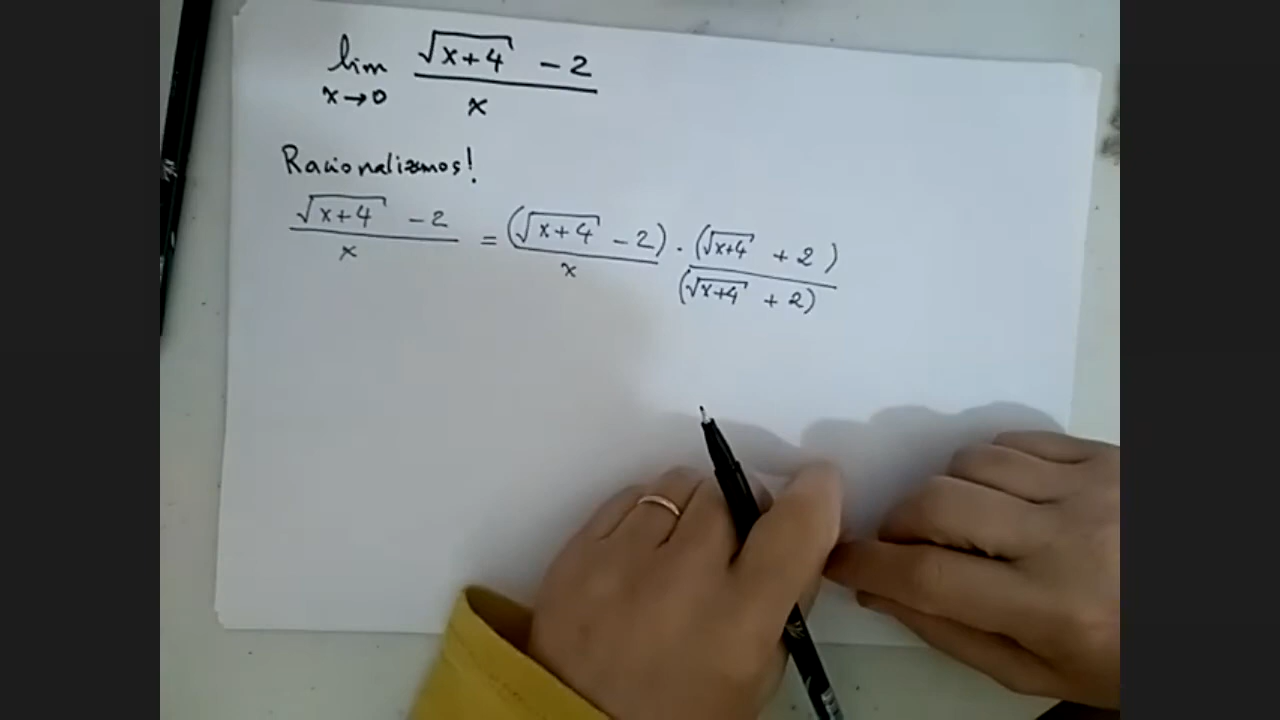 lim √(x+4) - 2
x→0 x
Racionalizamos!
√(x+4) - 2 / x = (√(x+4) - 2) / x · (√(x+4) + 2) / (√(x+4) + 2)